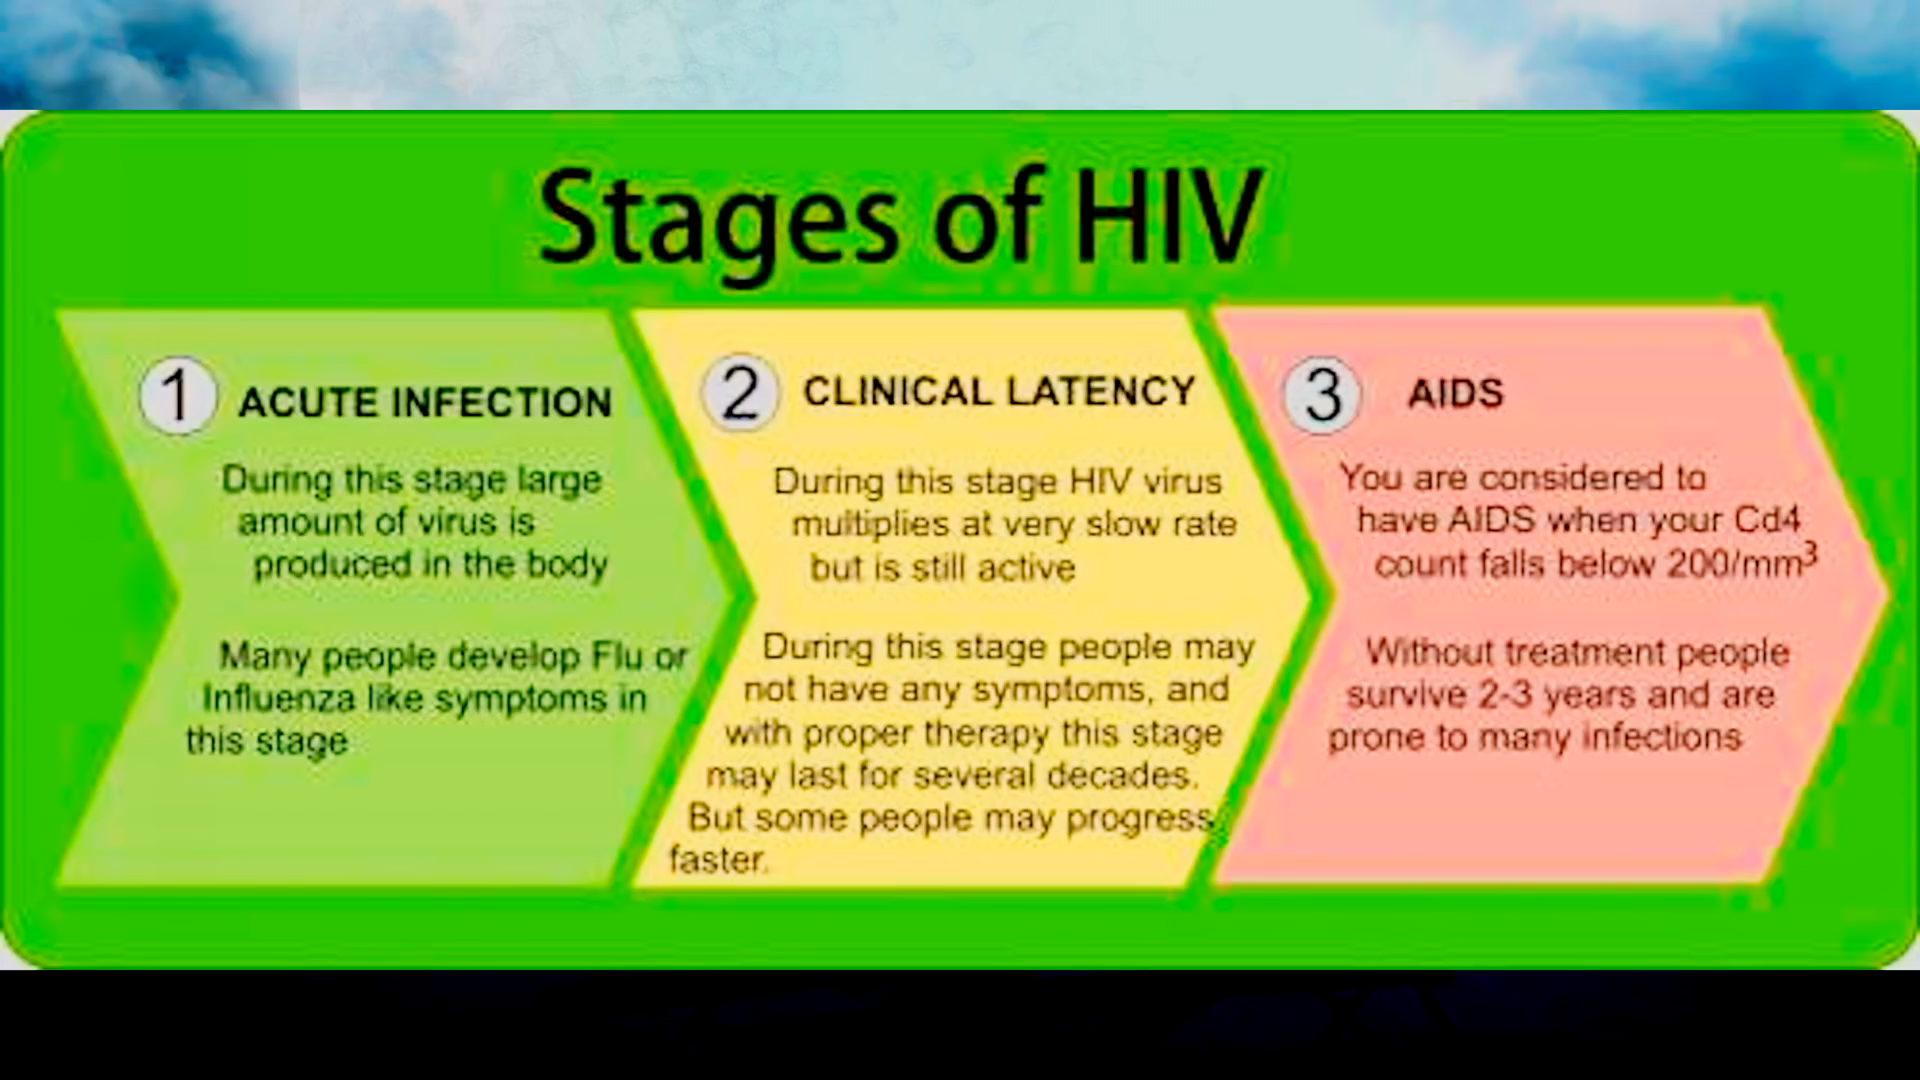 Stages of HIV
1 ACUTE INFECTION
During this stage large
amount of virus is
produced in the body
Many people develop Flu or
Influenza like symptoms in
this stage
2 CLINICAL LATENCY
During this stage HIV virus
multiplies at very slow rate
but is still active
During this stage people may
not have any symptoms, and
with proper therapy this stage
may last for several decades.
But some people may progress
faster.
3 AIDS
You are considered to
have AIDS when your Cd4
count falls below 200/mm³
Without treatment people
survive 2-3 years and are
prone to many infections